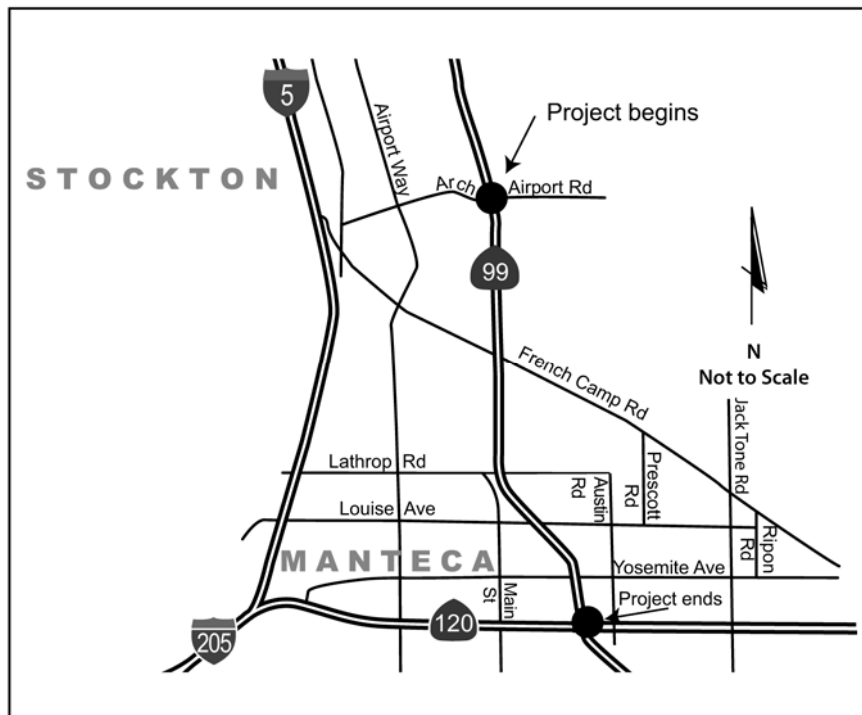 5
Project begins
Airport Way
STOCKTON
Arch
Airport Rd
99
N
Not to Scale
French Camp Rd
Jack Tone Rd
Lathrop Rd
Austin
Rd
Prescott
Rd
Louise Ave
Ripon
Rd
MANTECA
Yosemite Ave
Main
St
Project ends
120
205